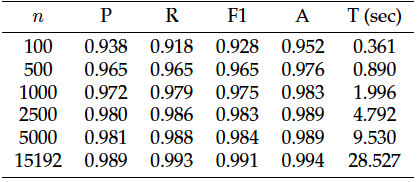 n P R F1 A T (sec)
100 0.938 0.918 0.928 0.952 0.361
500 0.965 0.965 0.965 0.976 0.890
1000 0.972 0.979 0.975 0.983 1.996
2500 0.980 0.986 0.983 0.989 4.792
5000 0.981 0.988 0.984 0.989 9.530
15192 0.989 0.993 0.991 0.994 28.527